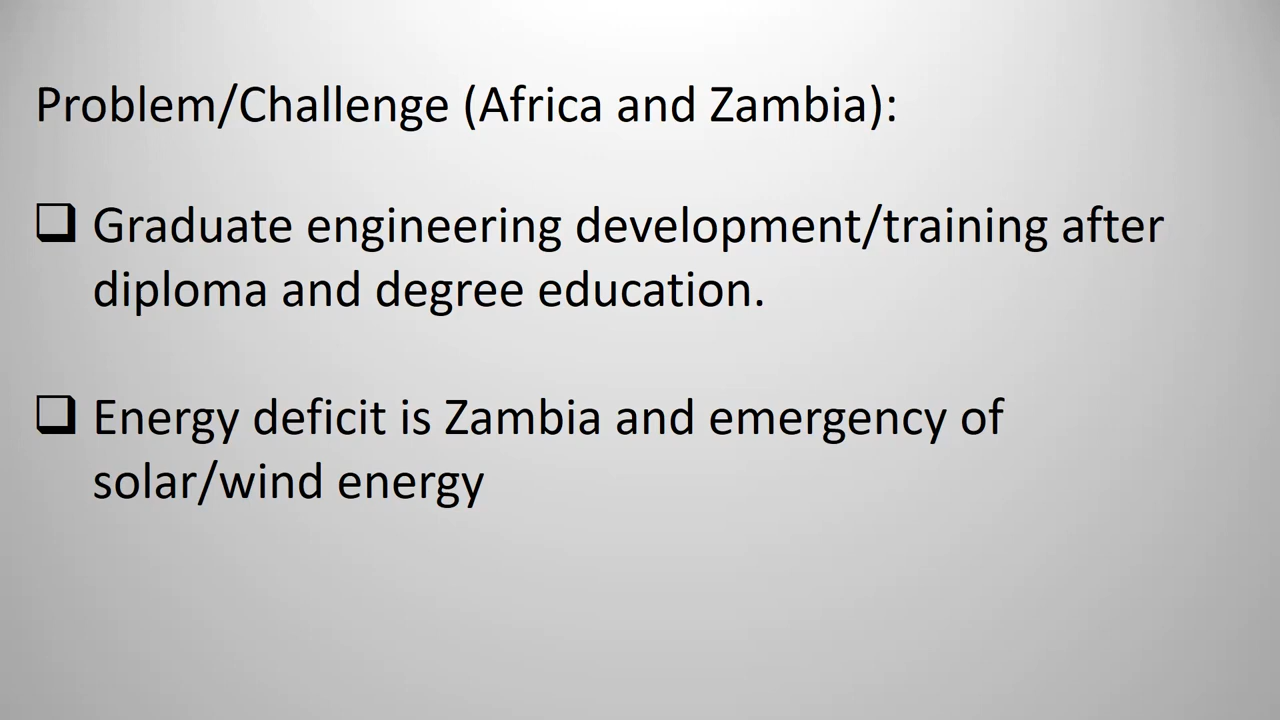 Problem/Challenge (Africa and Zambia):
❑ Graduate engineering development/training after
diploma and degree education.
❑ Energy deficit is Zambia and emergency of
solar/wind energy